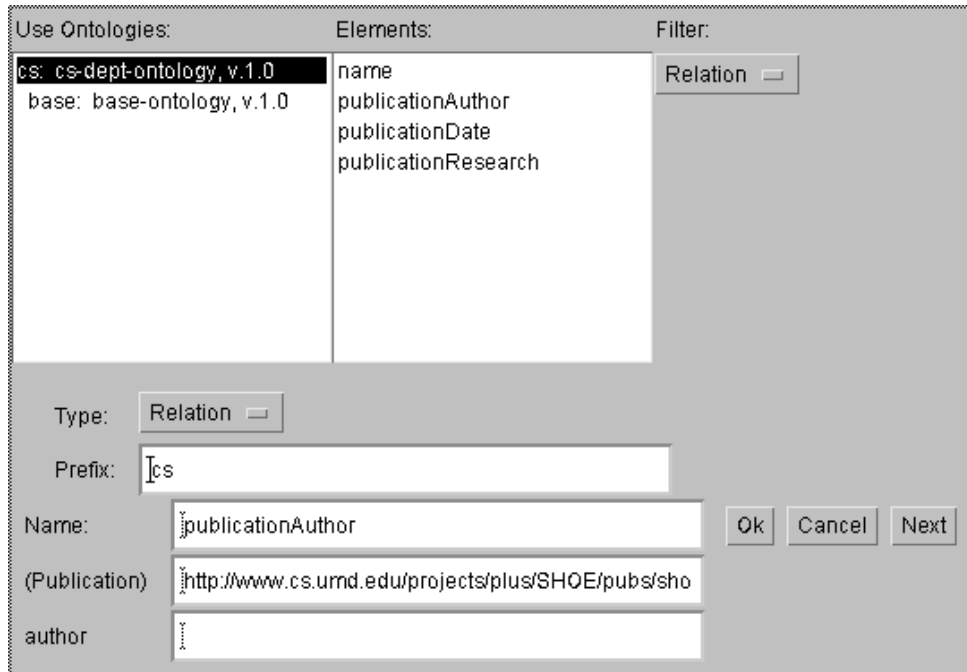 Use Ontologies: Elements: Filter:
cs: cs-dept-ontology, v.1.0 name Relation
base: base-ontology, v.1.0 publicationAuthor
publicationDate
publicationResearch
Type: Relation
Prefix: cs
Name: publicationAuthor Ok Cancel Next
(Publication) http://www.cs.umd.edu/projects/plus/SHOE/pubs/sho
author